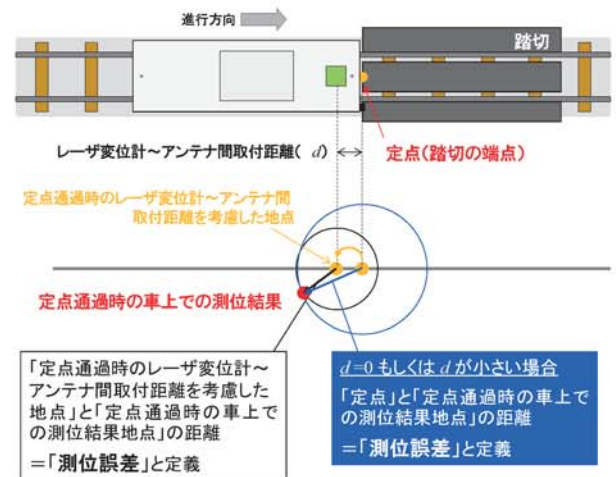 進行方向
踏切
レーザ変位計～アンテナ間取付距離( d )
定点(踏切の端点)
定点通過時のレーザ変位計～アンテナ間
取付距離を考慮した地点
定点通過時の車上での測位結果
「定点通過時のレーザ変位計～
アンテナ間取付距離を考慮した
地点」と「定点通過時の車上で
の測位結果地点」の距離
＝「測位誤差」と定義
d=0 もしくは d が小さい場合
「定点」と「定点通過時の車上で
の測位結果地点」の距離
＝「測位誤差」と定義